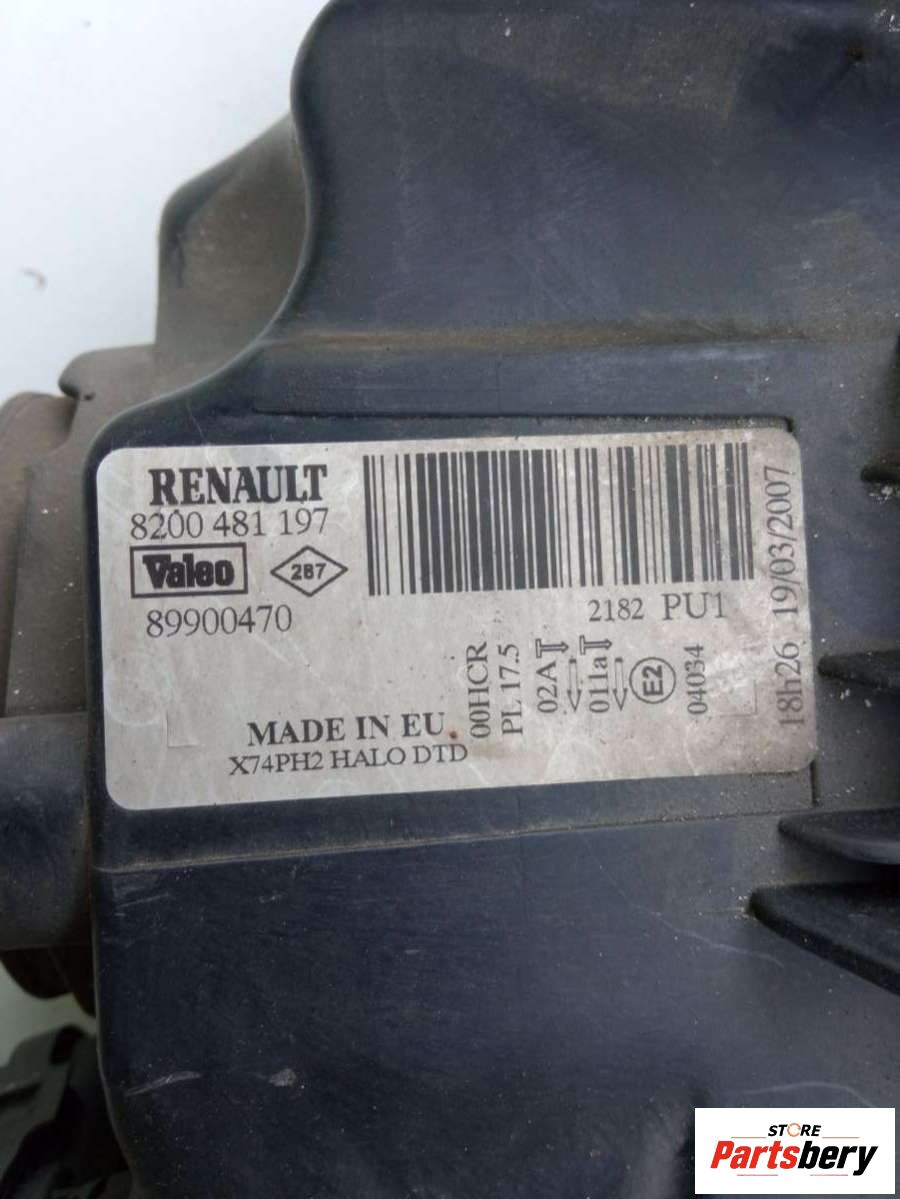 RENAULT
8200 481 197
Valeo
287
89900470
2182 PU1
18h26 19/03/2007
00HCR
PL 17.5
02A
011a
E2
04034
MADE IN EU
X74PH2 HALO DTD
STORE
Partsbery